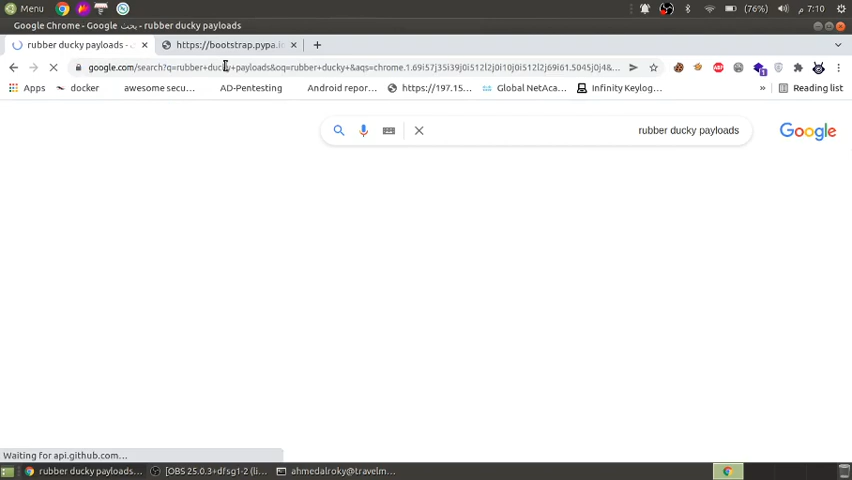 Menu (76%) 7:10 م
Google Chrome - Google بحث - rubber ducky payloads
rubber ducky payloads - https://bootstrap.pypa.i
google.com/search?q=rubber+ducky+payloads&oq=rubber+ducky+&aqs=chrome.1.69i57j35i39j0i512l2j0i10j0i512l2j69i61.5045j0j4&...
Apps docker awesome secu... AD-Pentesting Android repor... https://197.15... Global NetAca... Infinity Keylog... » Reading list
rubber ducky payloads Google
Waiting for api.github.com...
rubber ducky payloads... [OBS 25.0.3+dfsg1-2 (li... ahmedalroky@travelm...